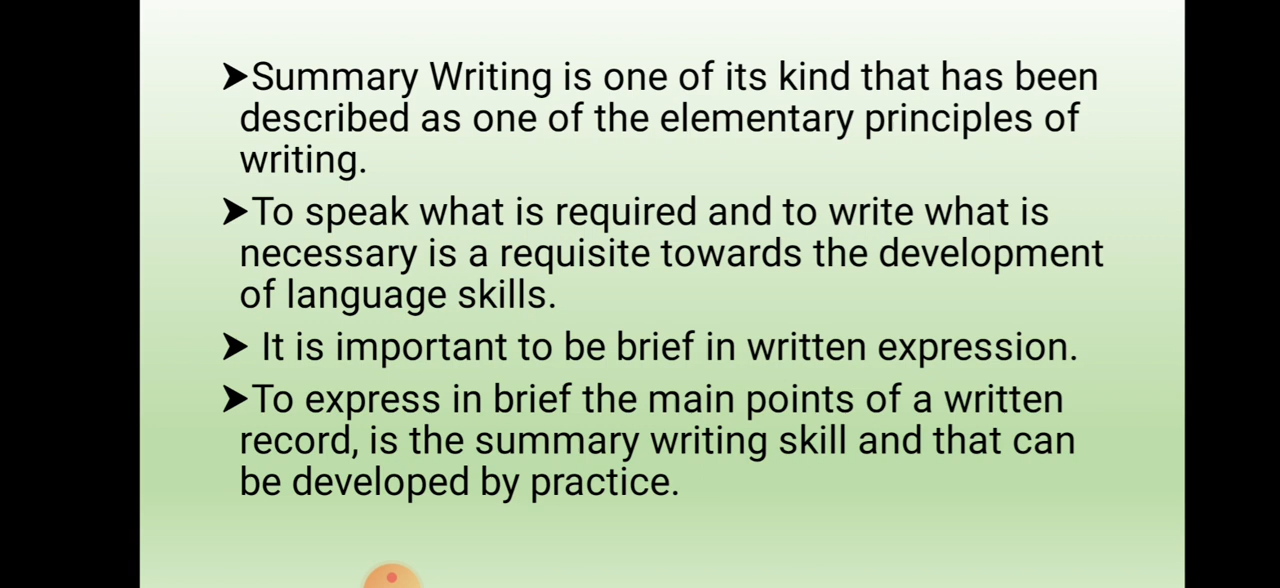 ➤Summary Writing is one of its kind that has been
described as one of the elementary principles of
writing.
➤To speak what is required and to write what is
necessary is a requisite towards the development
of language skills.
➤ It is important to be brief in written expression.
➤To express in brief the main points of a written
record, is the summary writing skill and that can
be developed by practice.